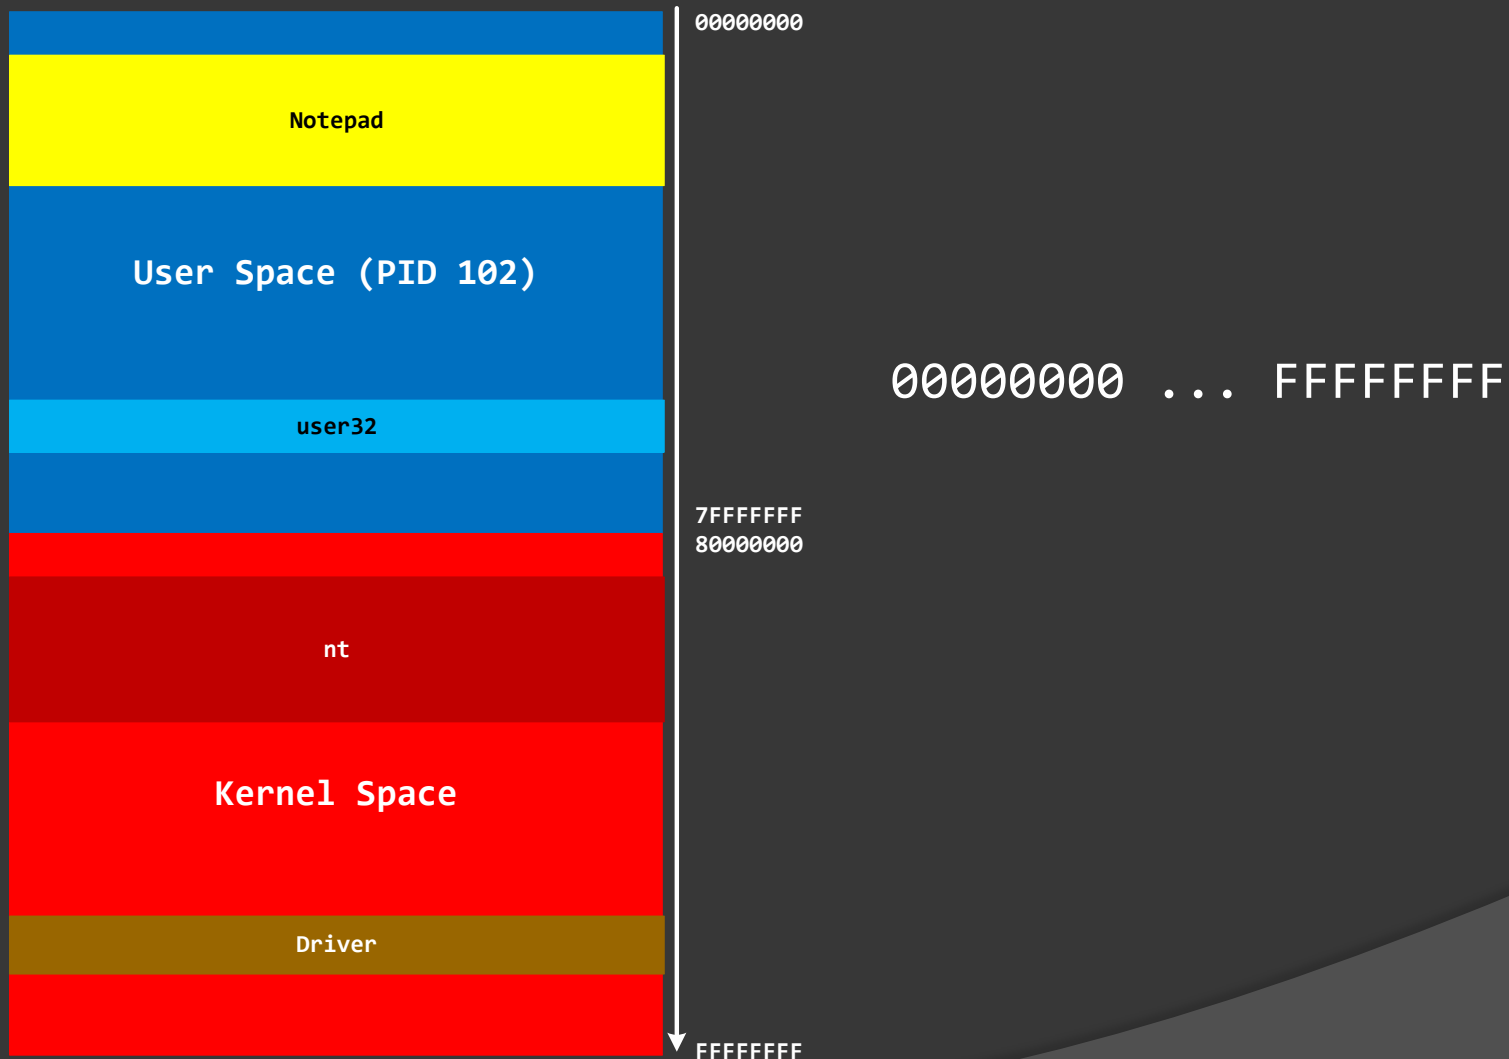 00000000
Notepad
User Space (PID 102)
00000000 ... FFFFFFFF
user32
7FFFFFFF
80000000
nt
Kernel Space
Driver
FFFFFFFF